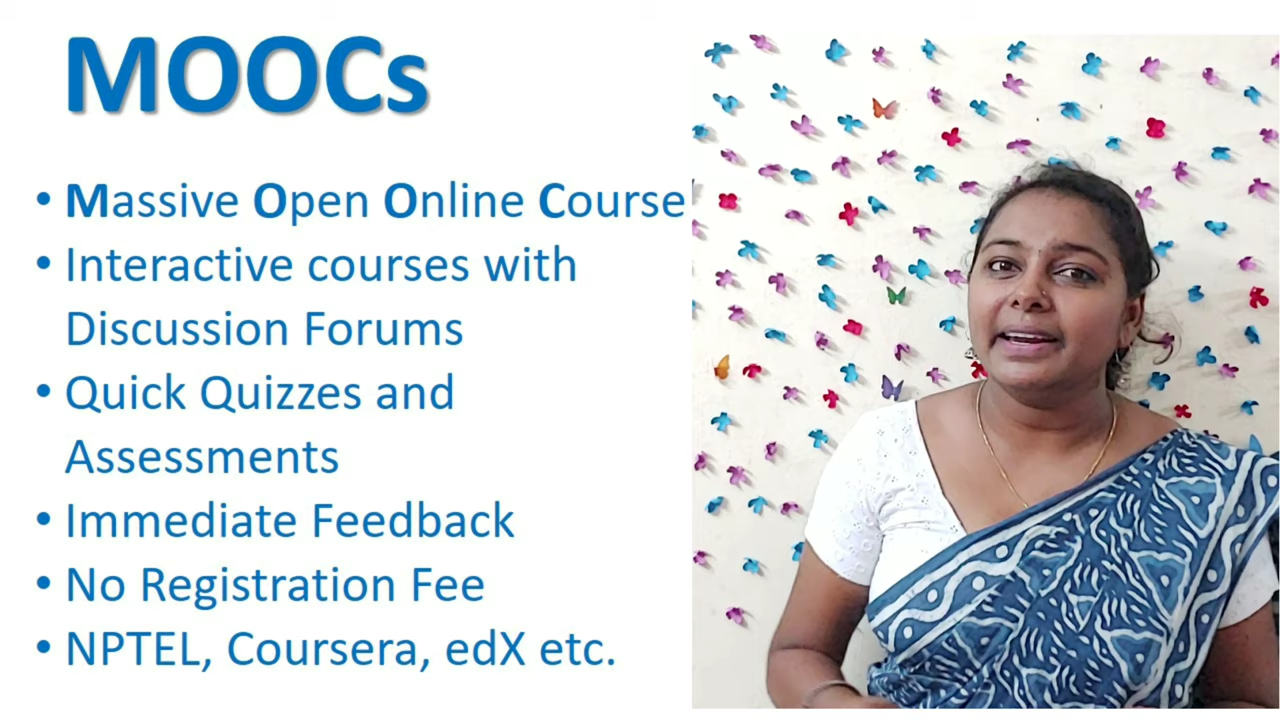 MOOCs
• Massive Open Online Course
• Interactive courses with
Discussion Forums
• Quick Quizzes and
Assessments
• Immediate Feedback
• No Registration Fee
• NPTEL, Coursera, edX etc.